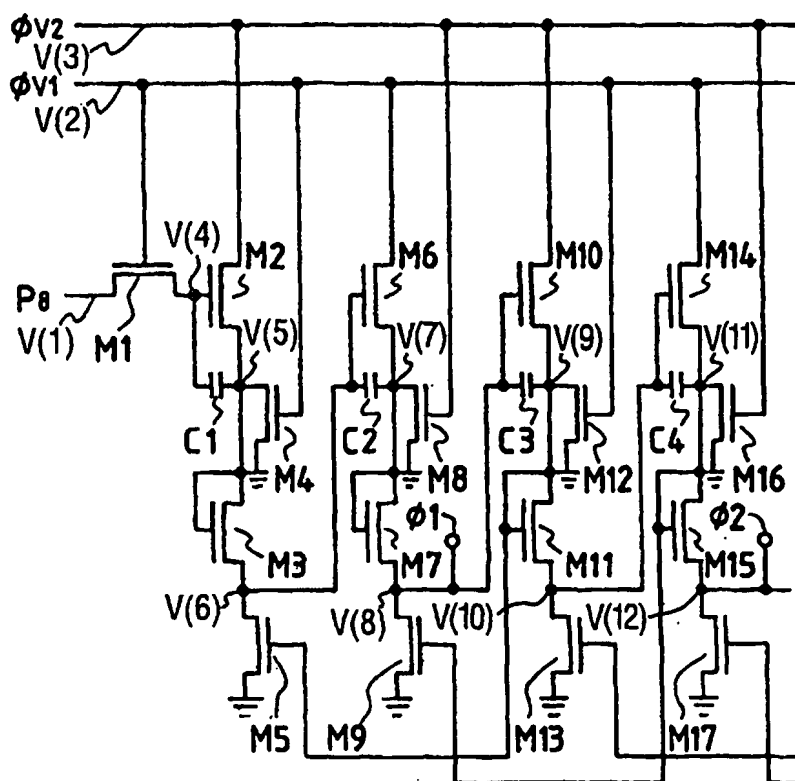 φV2
V(3)
φV1
V(2)
V(4) M2 M6 M10 M14
Ps
V(1) M1 V(5) V(7) V(9) V(11)
C1 M4 C2 M8 C3 M12 C4 M16
M3 φ1 M7 M11 φ2 M15
V(6) V(8) V(10) V(12)
M5 M9 M13 M17